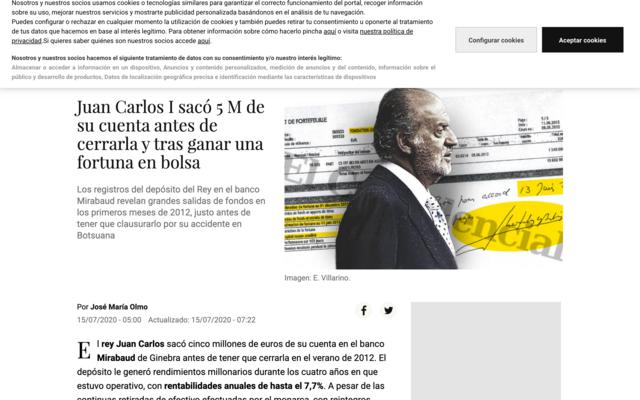 Nosotros y nuestros socios usamos cookies o tecnologías similares para garantizar el correcto funcionamiento del portal, recoger información
sobre su uso, mejorar nuestros servicios y mostrarte publicidad personalizada basándonos en el análisis de tu navegación.
Puedes configurar o rechazar en cualquier momento la utilización de cookies y también puedes retirar tu consentimiento u oponerte al tratamiento
de tus datos que hacemos en base al interés legítimo. Para obtener información sobre cómo hacerlo pincha aquí o visita nuestra política de
privacidad.Si quieres saber quiénes son nuestros socios accede aquí.
Nosotros y nuestros socios hacemos el siguiente tratamiento de datos con su consentimiento y/o nuestro interés legítimo:
Almacenar o acceder a información en un dispositivo, Anuncios y contenido personalizados, medición de anuncios y del contenido, información sobre el
público y desarrollo de productos, Datos de localización geográfica precisa e identificación mediante las características de dispositivos
Configurar cookies
Aceptar cookies
Juan Carlos I sacó 5 M de
su cuenta antes de
cerrarla y tras ganar una
fortuna en bolsa
Los registros del depósito del Rey en el banco
Mirabaud revelan grandes salidas de fondos en
los primeros meses de 2012, justo antes de
tener que clausurarlo por su accidente en
Botsuana
Imagen: E. Villarino.
Por José María Olmo
15/07/2020 - 05:00 Actualizado: 15/07/2020 - 07:22
El rey Juan Carlos sacó cinco millones de euros de su cuenta en el banco
Mirabaud de Ginebra antes de tener que cerrarla en el verano de 2012. El
depósito le generó rendimientos millonarios durante los cuatro años en que
estuvo operativo, con rentabilidades anuales de hasta el 7,7%. A pesar de las
continuas retiradas de efectivo efectuadas por el monarca, con reintegros